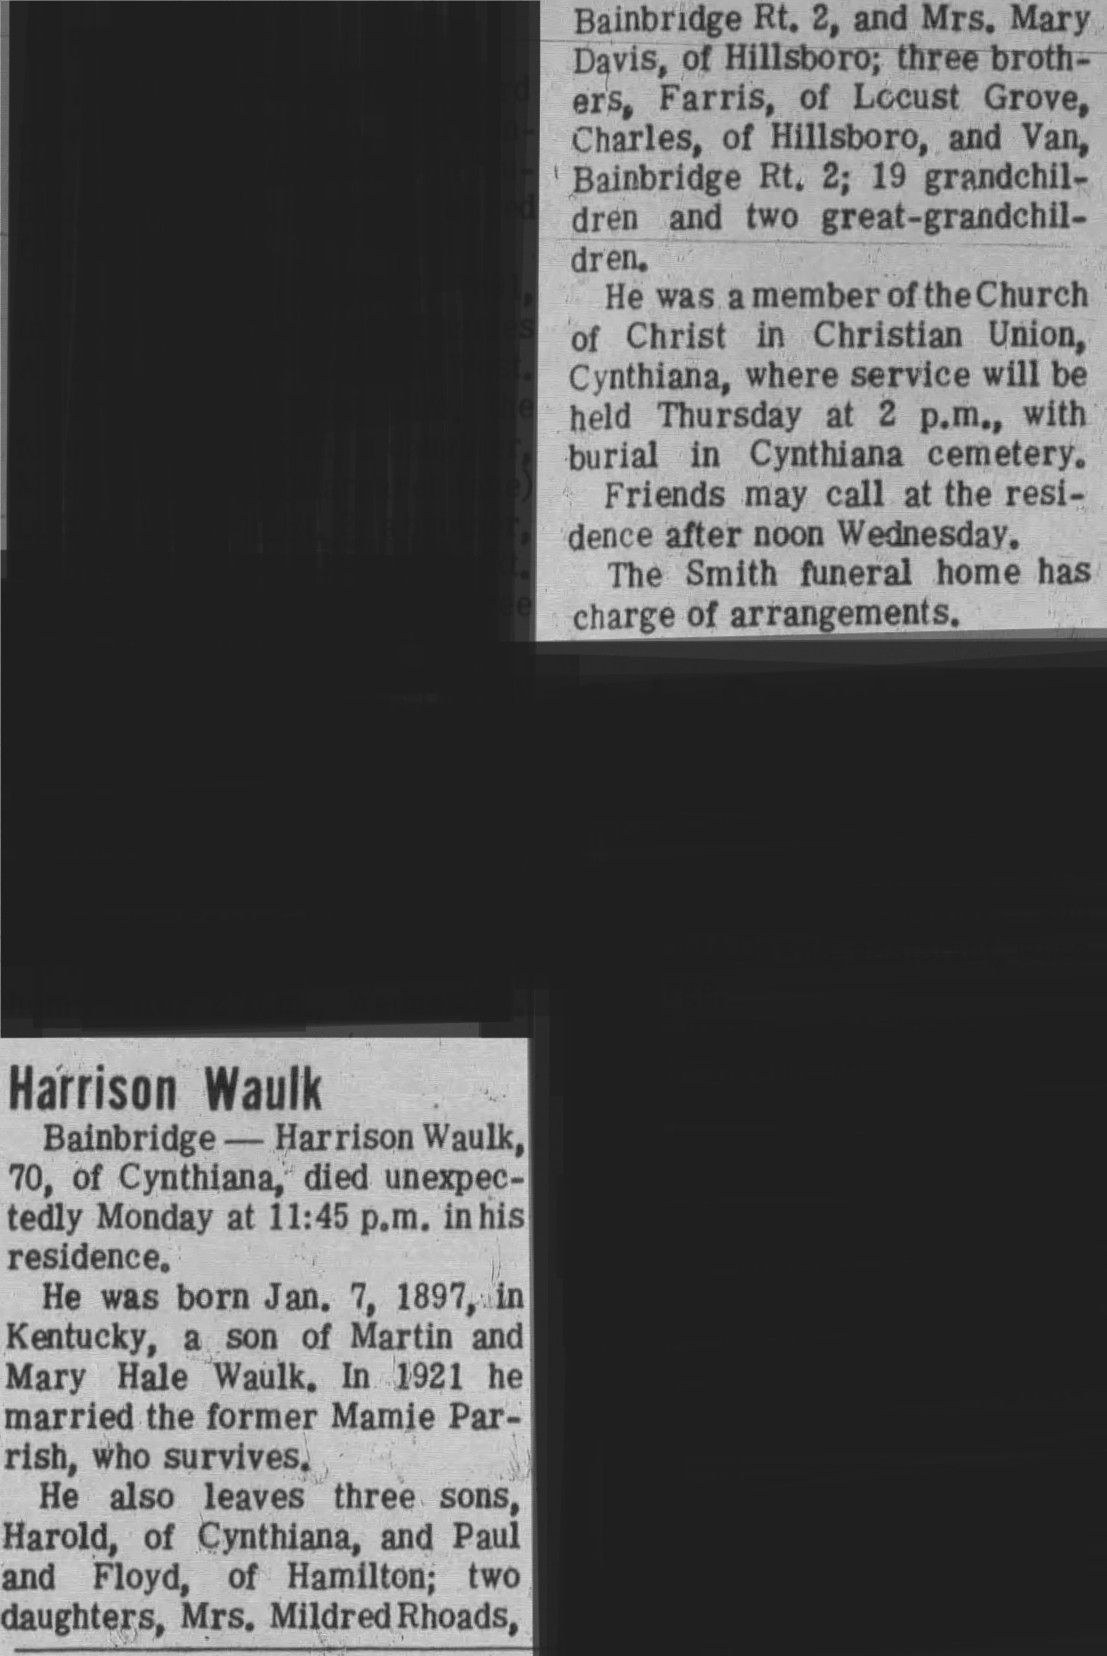 Harrison Waulk
Bainbridge — Harrison Waulk,
70, of Cynthiana, died unexpec-
tedly Monday at 11:45 p.m. in his
residence.
He was born Jan. 7, 1897, in
Kentucky, a son of Martin and
Mary Hale Waulk. In 1921 he
married the former Mamie Par-
rish, who survives.
He also leaves three sons,
Harold, of Cynthiana, and Paul
and Floyd, of Hamilton; two
daughters, Mrs. Mildred Rhoads,
Bainbridge Rt. 2, and Mrs. Mary
Davis, of Hillsboro; three broth-
ers, Farris, of Locust Grove,
Charles, of Hillsboro, and Van,
Bainbridge Rt. 2; 19 grandchil-
dren and two great-grandchil-
dren.
He was a member of the Church
of Christ in Christian Union,
Cynthiana, where service will be
held Thursday at 2 p.m., with
burial in Cynthiana cemetery.
Friends may call at the resi-
dence after noon Wednesday.
The Smith funeral home has
charge of arrangements.